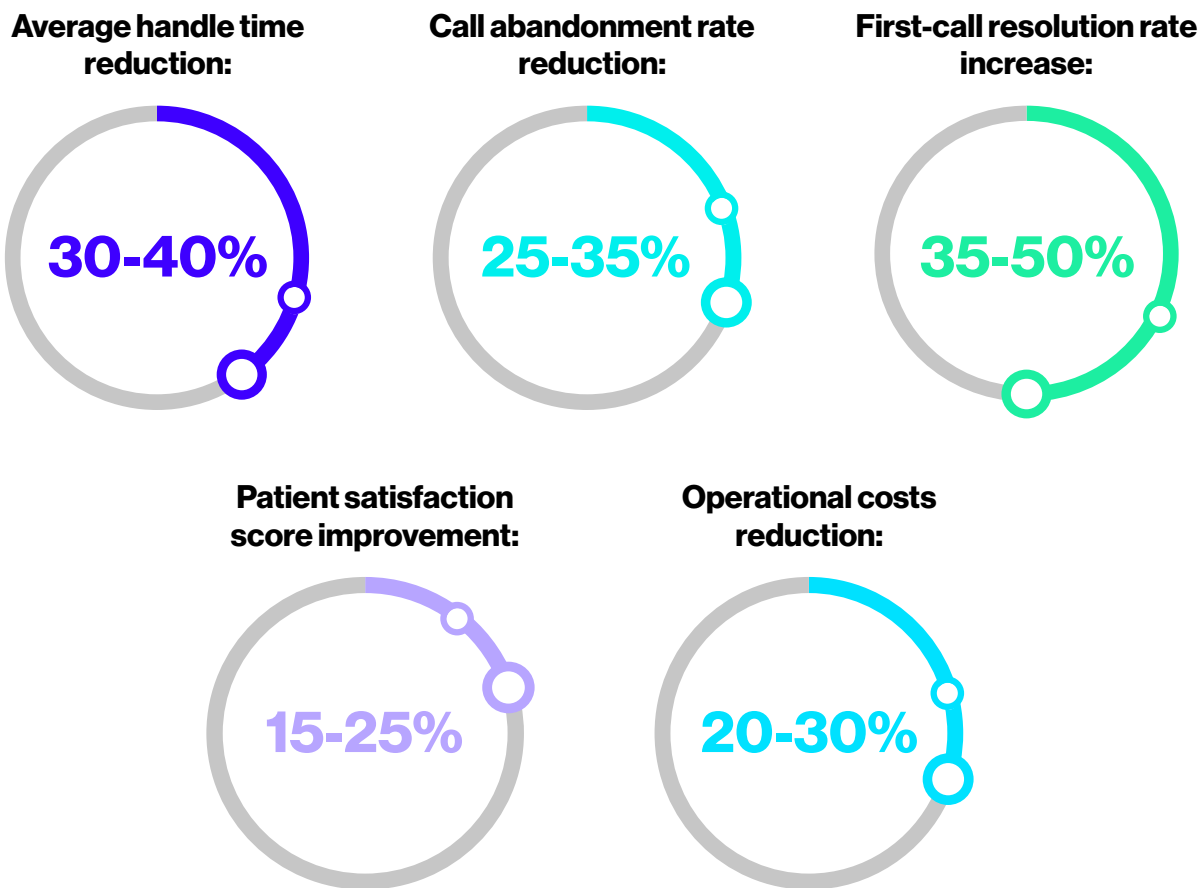 Average handle time
reduction:
30-40%
Call abandonment rate
reduction:
25-35%
First-call resolution rate
increase:
35-50%
Patient satisfaction
score improvement:
15-25%
Operational costs
reduction:
20-30%